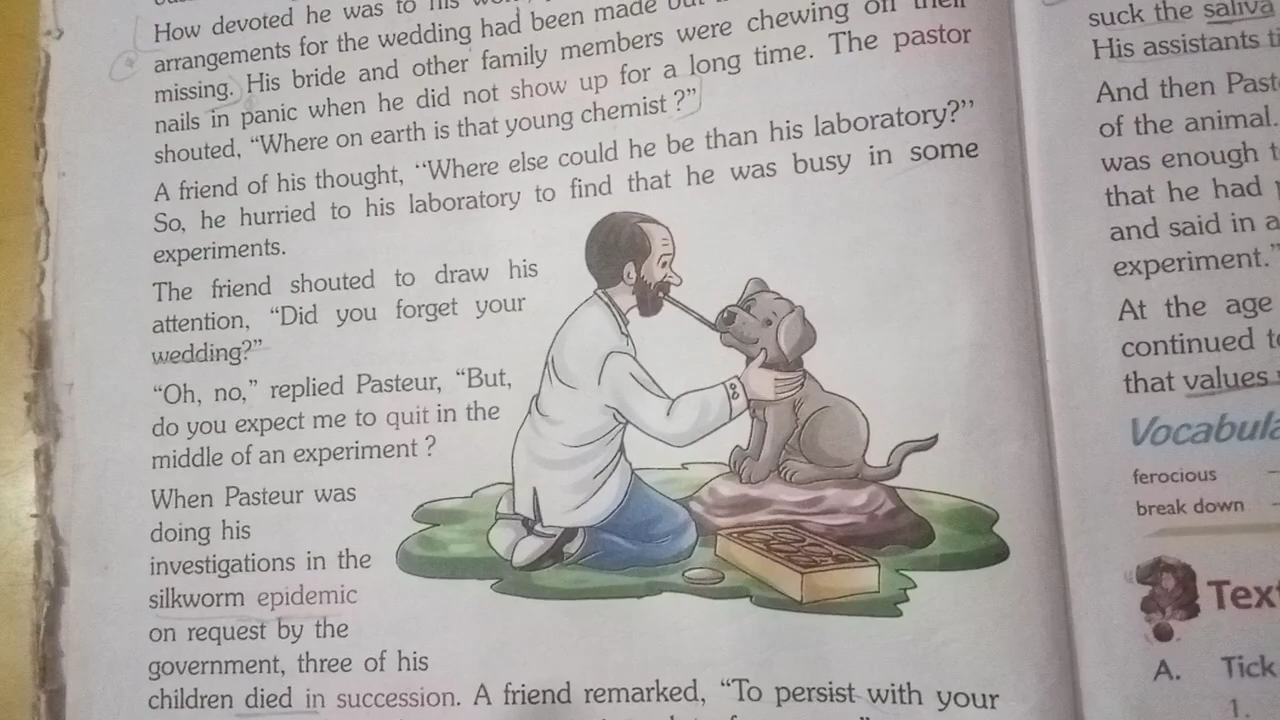 How devoted he was to his
arrangements for the wedding had been made but
missing. His bride and other family members were chewing off their
nails in panic when he did not show up for a long time. The pastor
shouted, “Where on earth is that young chemist ?”
A friend of his thought, “Where else could he be than his laboratory?”
So, he hurried to his laboratory to find that he was busy in some
experiments.
The friend shouted to draw his
attention, “Did you forget your
wedding?”
“Oh, no,” replied Pasteur, “But,
do you expect me to quit in the
middle of an experiment ?
When Pasteur was
doing his
investigations in the
silkworm epidemic
on request by the
government, three of his
children died in succession. A friend remarked, “To persist with your
suck the saliva
His assistants
And then
of the animal.
was enough
that he had
and said in a
experiment.”
At the age
continued
that values
ferocious
break down
A. Tick
1.